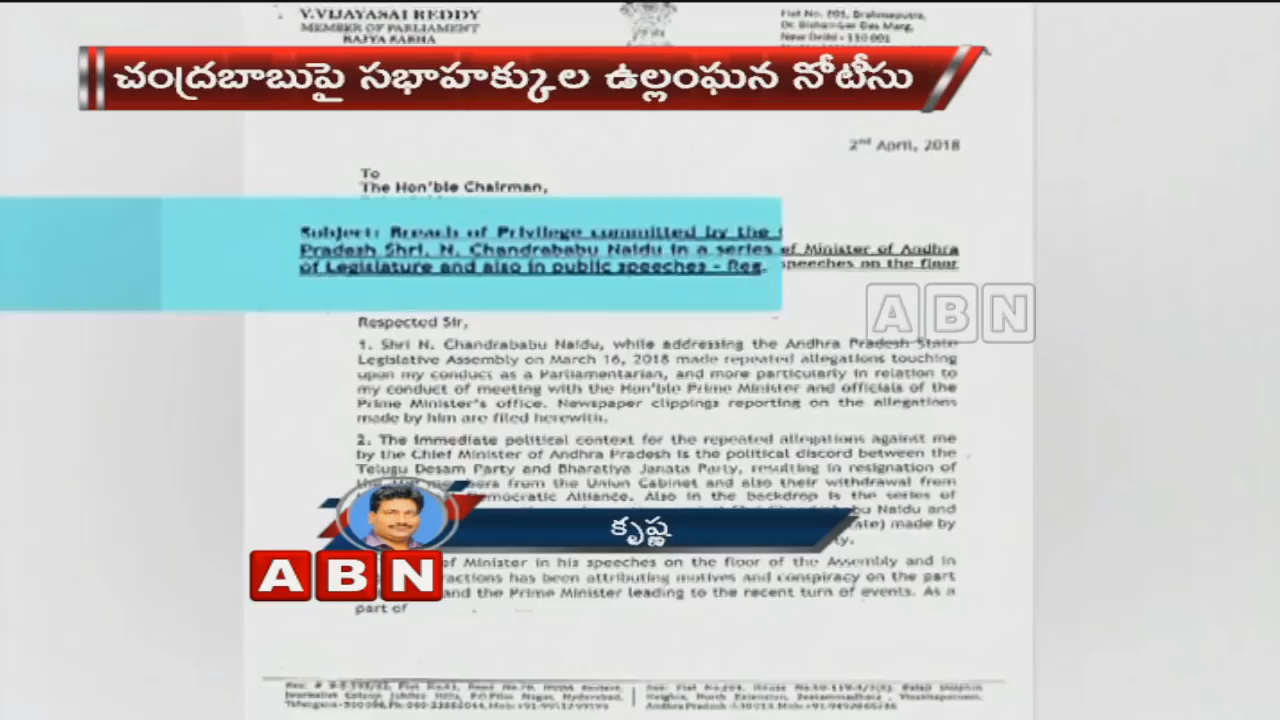 V.VIJAYASAI REDDY
MEMBER OF PARLIAMENT
RAJYA SABHA
New Delhi - 110 001
చంద్రబాబుపై సభాహక్కుల ఉల్లంఘన నోటీసు
2nd April, 2018
To
The Hon'ble Chairman,
Subject: Breach of Privilege committed by the
Pradesh Shri. N. Chandrababu Naidu in a series ef Minister of Andhra
of Legislature and also in public speeches - Reg. speeches on the floor
ABN
Respected Sir,
1. Shri N. Chandrababu Naidu, while addressing the Andhra Pradesh State
Legislative Assembly on March 16, 2018 made repeated allegations touching
upon my conduct as a Parliamentarian, and more particularly in relation to
my conduct of meeting with the Hon'ble Prime Minister and officials of the
Prime Minister's office. Newspaper clippings reporting on the allegations
made by him are filed herewith.
2. The immediate political context for the repeated allegations against me
by the Chief Minister of Andhra Pradesh is the political discord between the
Telugu Desam Party and Bharatiya Janata Party, resulting in resignation of
from the Union Cabinet and also their withdrawal from
Democratic Alliance. Also in the backdrop is the series of
Naidu and
made by
కృష్ణ
ef Minister in his speeches on the floor of the Assembly and in
has been attributing motives and conspiracy on the part
and the Prime Minister leading to the recent turn of events. As a
part of
ABN